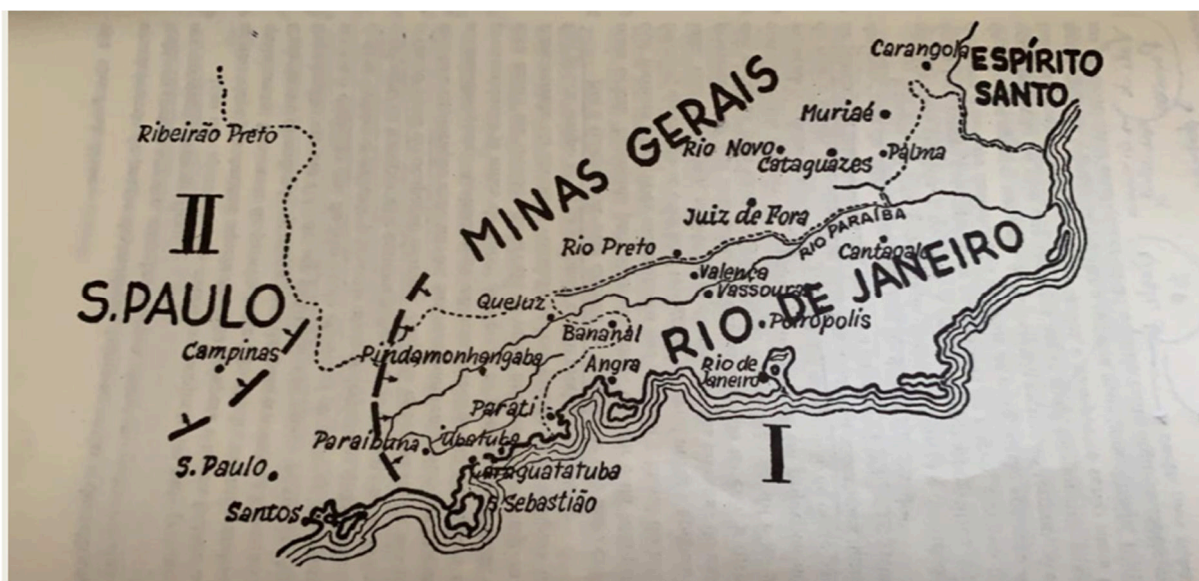 Carangola
ESPÍRITO
SANTO
MINAS GERAIS
Muriaé
Ribeirão Preto
Rio Novo
Cataguazes
Palma
II
Juiz de Fora
RIO PARAÍBA
Rio Preto
Cantagalo
Valença
S. PAULO
Queluz
Vassouras
RIO DE JANEIRO
Petrópolis
Bananal
Campinas
Pindamonhangaba
Angra
Rio de
Janeiro
Parati
Paraibuna
Ubatuba
I
S. Paulo
Caraguatatuba
Santos
S. Sebastião